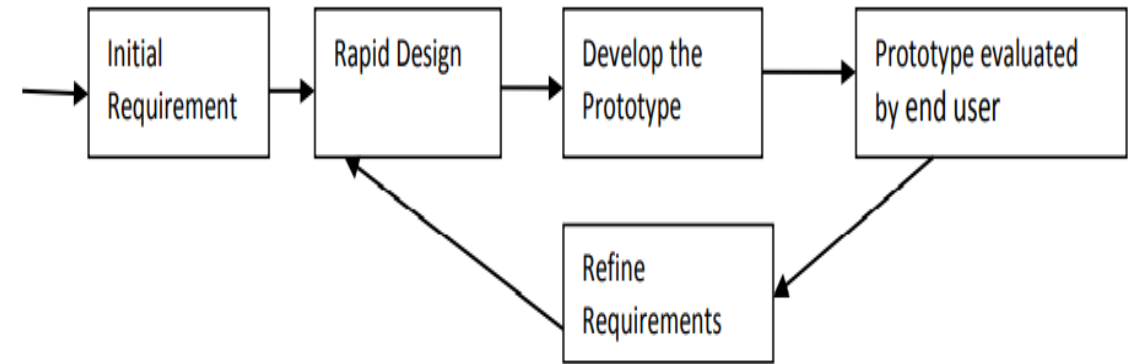 Initial
Requirement
Rapid Design
Develop the
Prototype
Prototype evaluated
by end user
Refine
Requirements